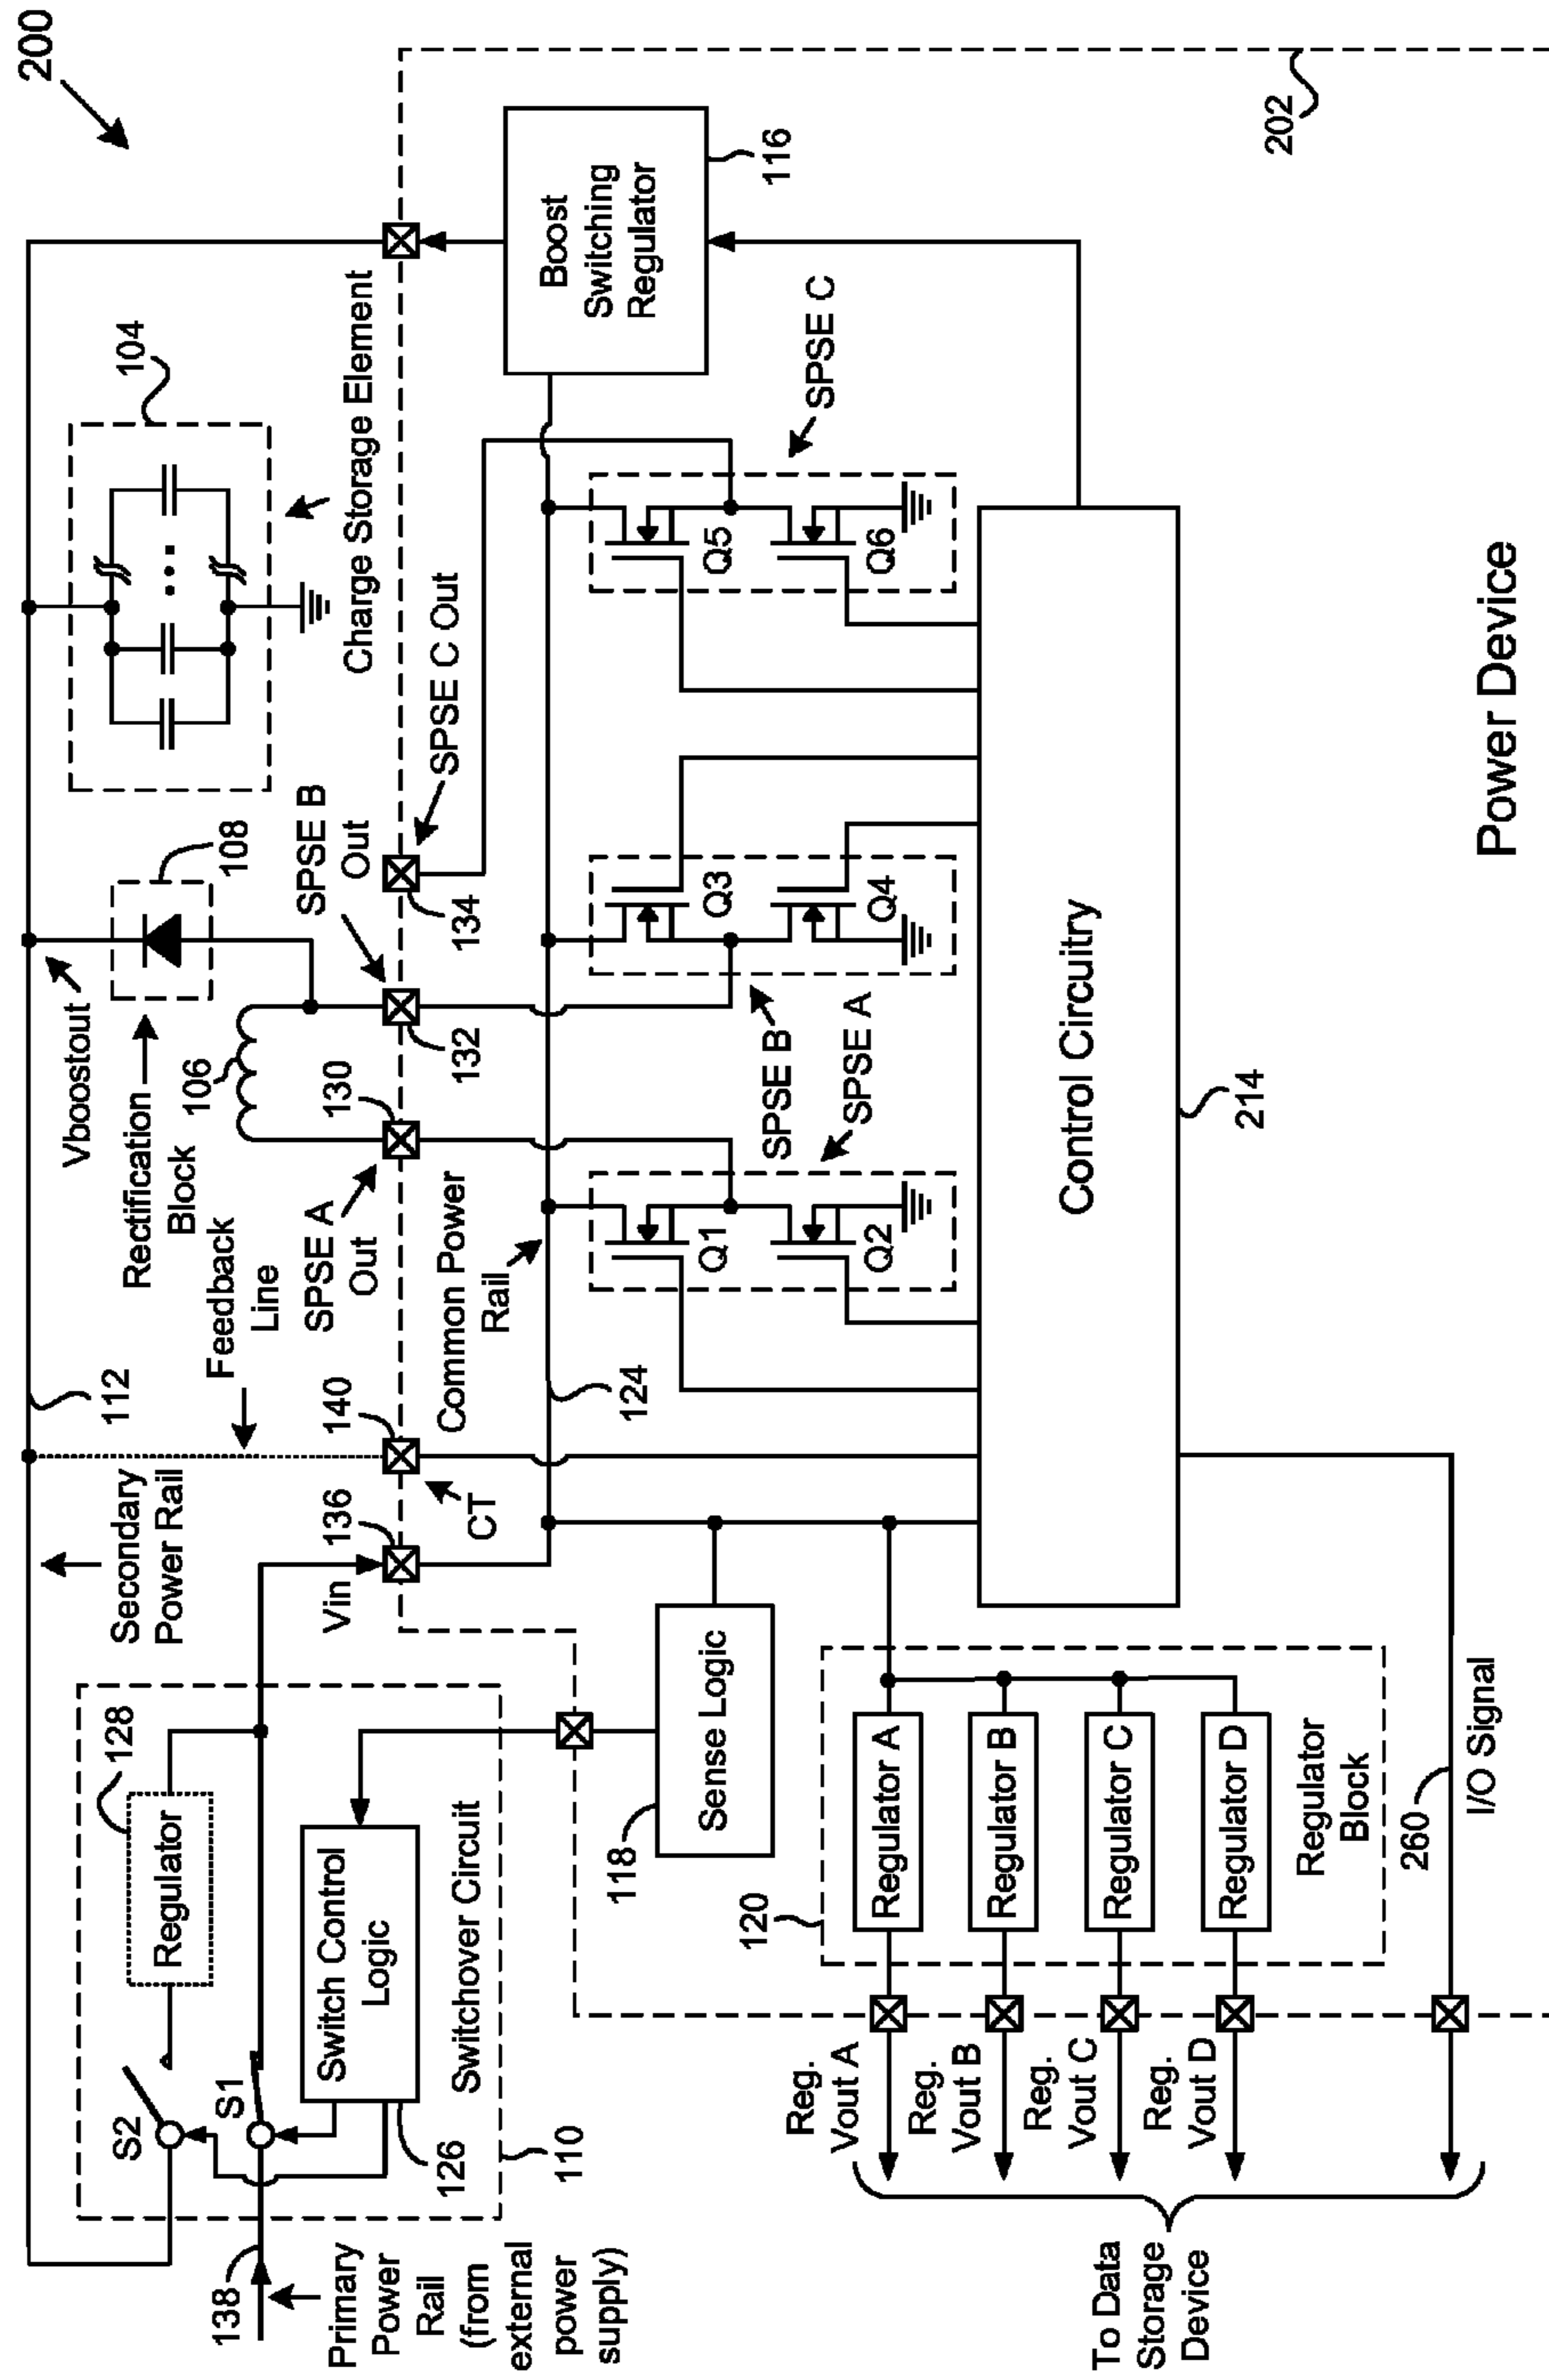 200
Secondary
Power Rail
112
Vboostout
Rectification
Block
108
104
Charge Storage Element
Feedback
Line
106
128
Regulator
S2
S1
Switch Control
Logic
126
Switchover Circuit
110
138
Primary
Power
Rail
(from
external
power
supply)
Vin
136
140
CT
SPSE A
Out
130
SPSE B
Out
132
SPSE C Out
134
Common Power
Rail
124
Boost
Switching
Regulator
116
202
Sense Logic
118
Q1
Q2
SPSE A
Q3
Q4
SPSE B
Q5
Q6
SPSE C
Control Circuitry
214
120
Regulator A
Regulator B
Regulator C
Regulator D
Regulator
Block
Reg.
Vout A
Reg.
Vout B
Reg.
Vout C
Reg.
Vout D
260
I/O Signal
To Data
Storage
Device
Power Device